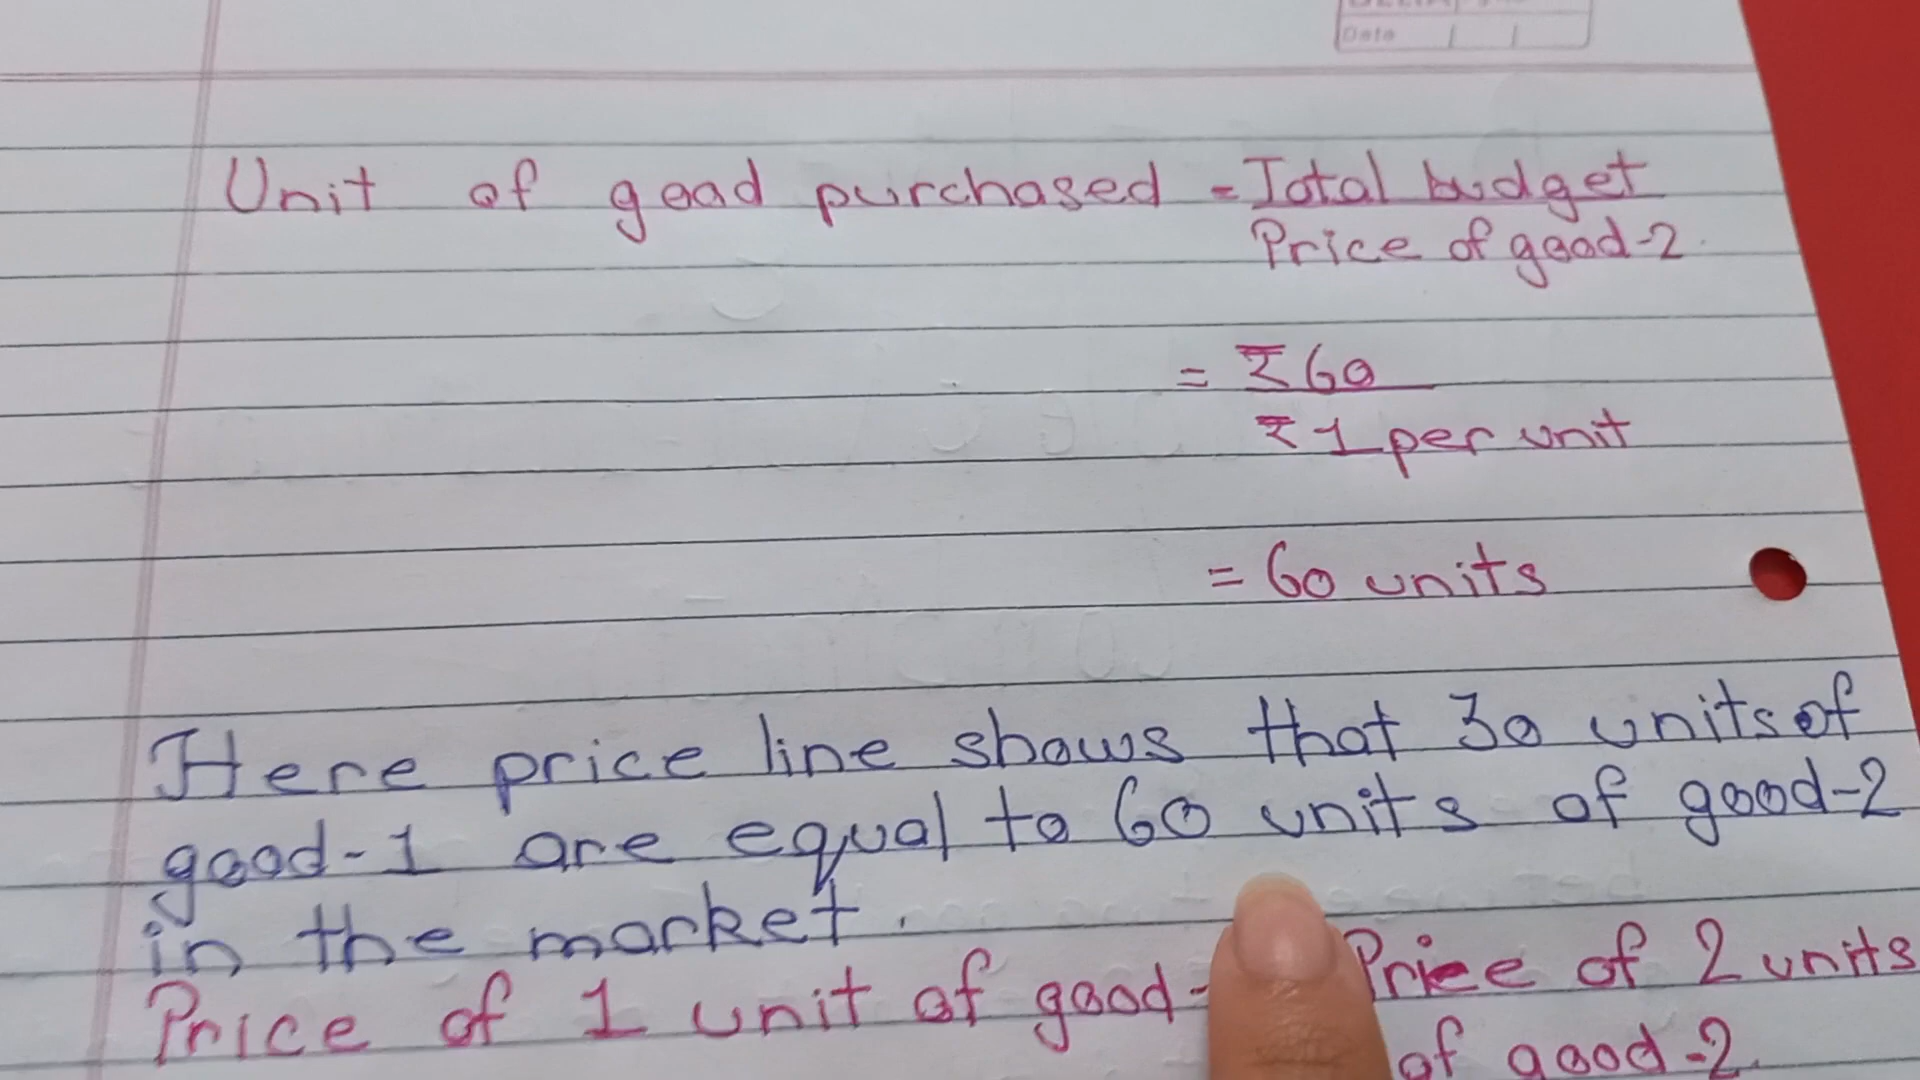 Date
Unit of good purchased = Total budget
Price of good-2
= ₹60
₹1 per unit
= 60 units
Here price line shows that 30 units of
good-1 are equal to 60 units of good-2
in the market.
Price of 1 unit of good- Price of 2 units
of good-2